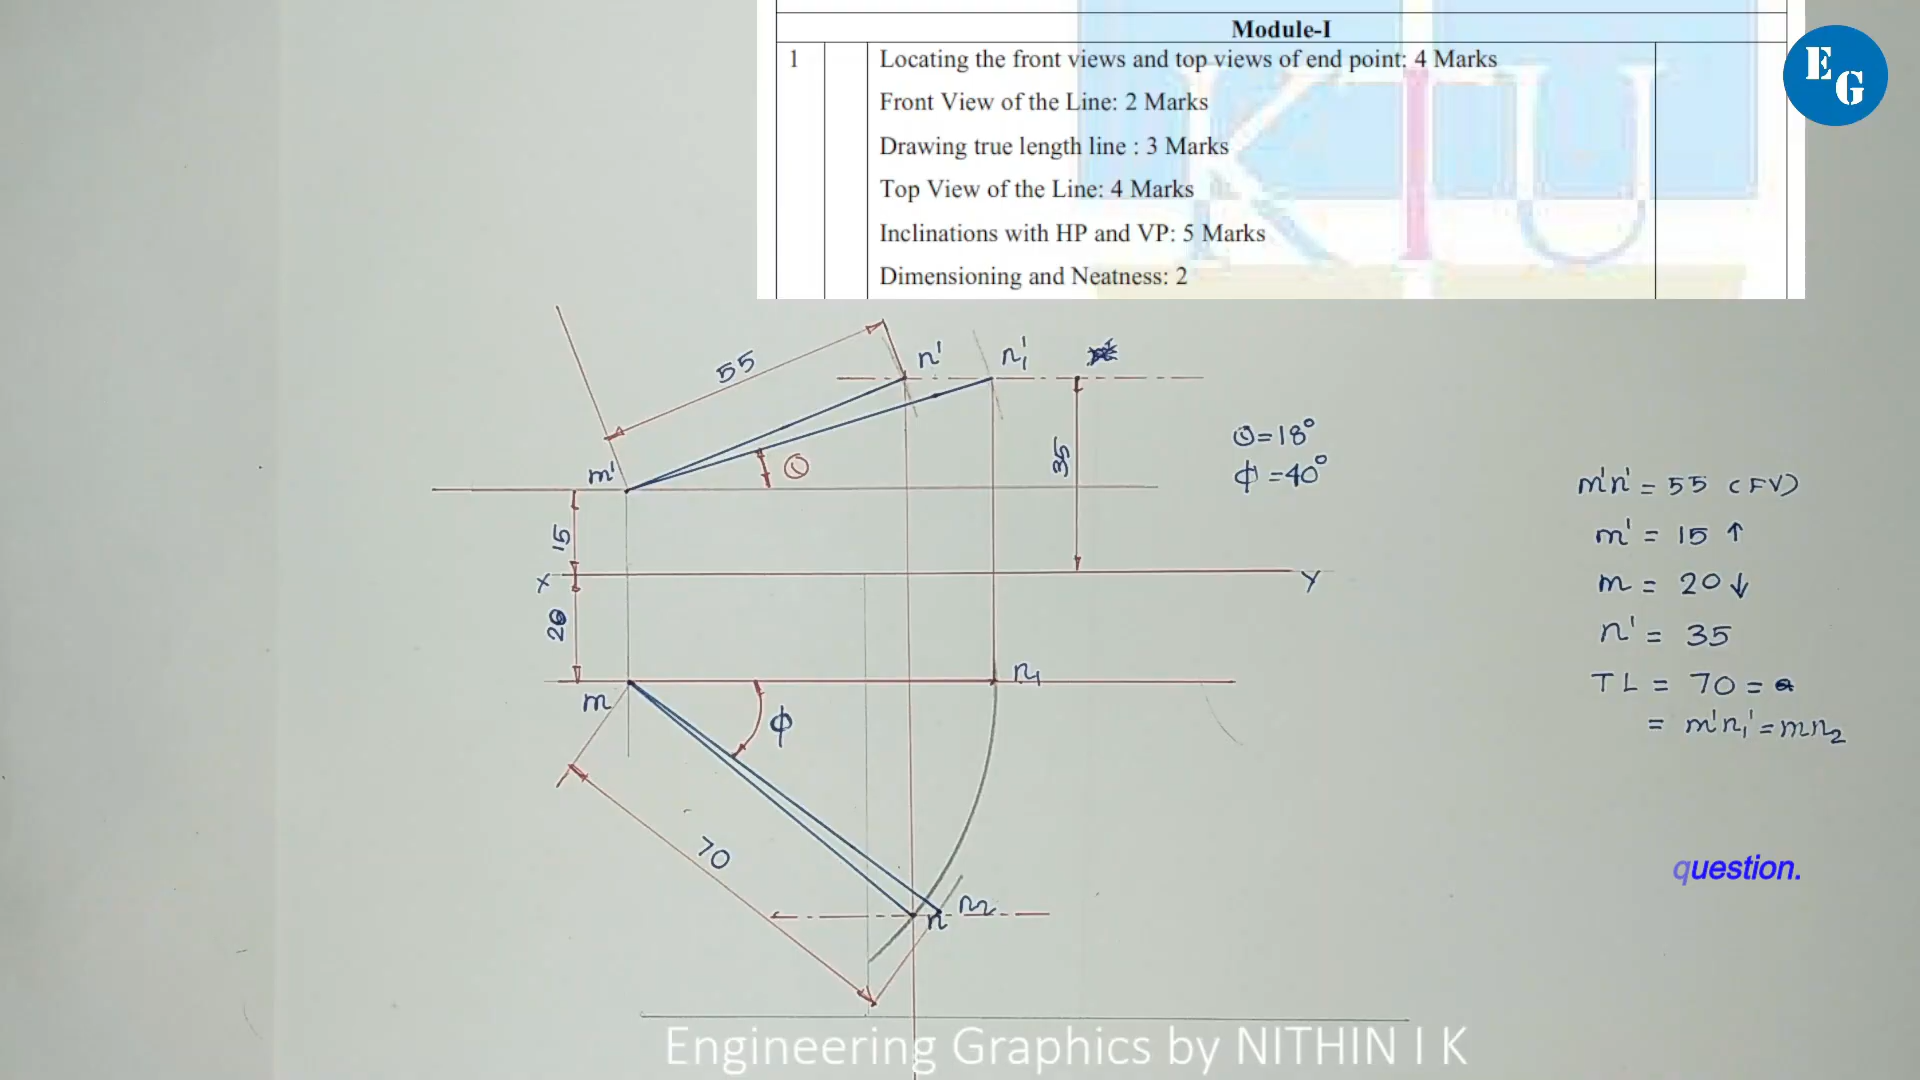 Module-I
1
Locating the front views and top views of end point: 4 Marks
Front View of the Line: 2 Marks
Drawing true length line : 3 Marks
Top View of the Line: 4 Marks
Inclinations with HP and VP: 5 Marks
Dimensioning and Neatness: 2
KTU
EG
55
n'
n₁'
m'
θ
35
θ=18°
ϕ=40°
15
X
Y
20
m
n₁
ϕ
70
n
n₂
m'n' = 55 (FV)
m' = 15 ↑
m = 20 ↓
n' = 35
TL = 70 =
= m'n₁' = mn₂
question.
Engineering Graphics by NITHIN I K